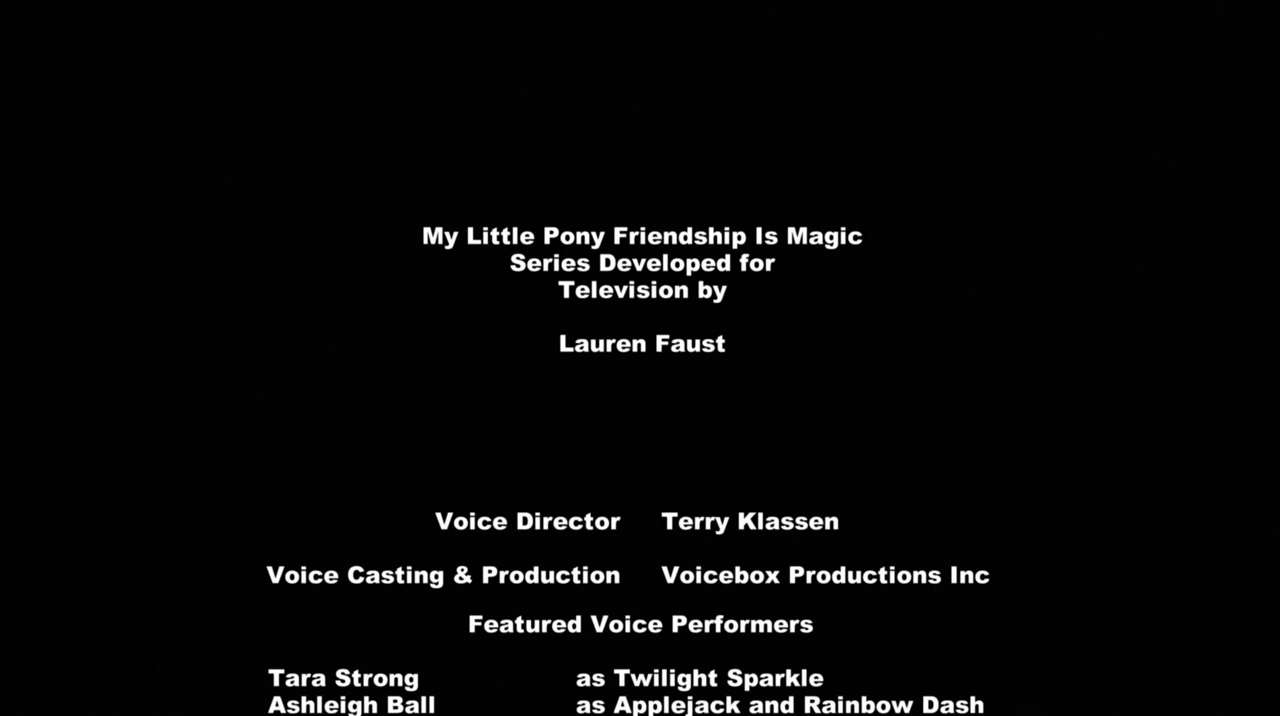 My Little Pony Friendship Is Magic
Series Developed for
Television by
Lauren Faust
Voice Director Terry Klassen
Voice Casting & Production Voicebox Productions Inc
Featured Voice Performers
Tara Strong as Twilight Sparkle
Ashleigh Ball as Applejack and Rainbow Dash